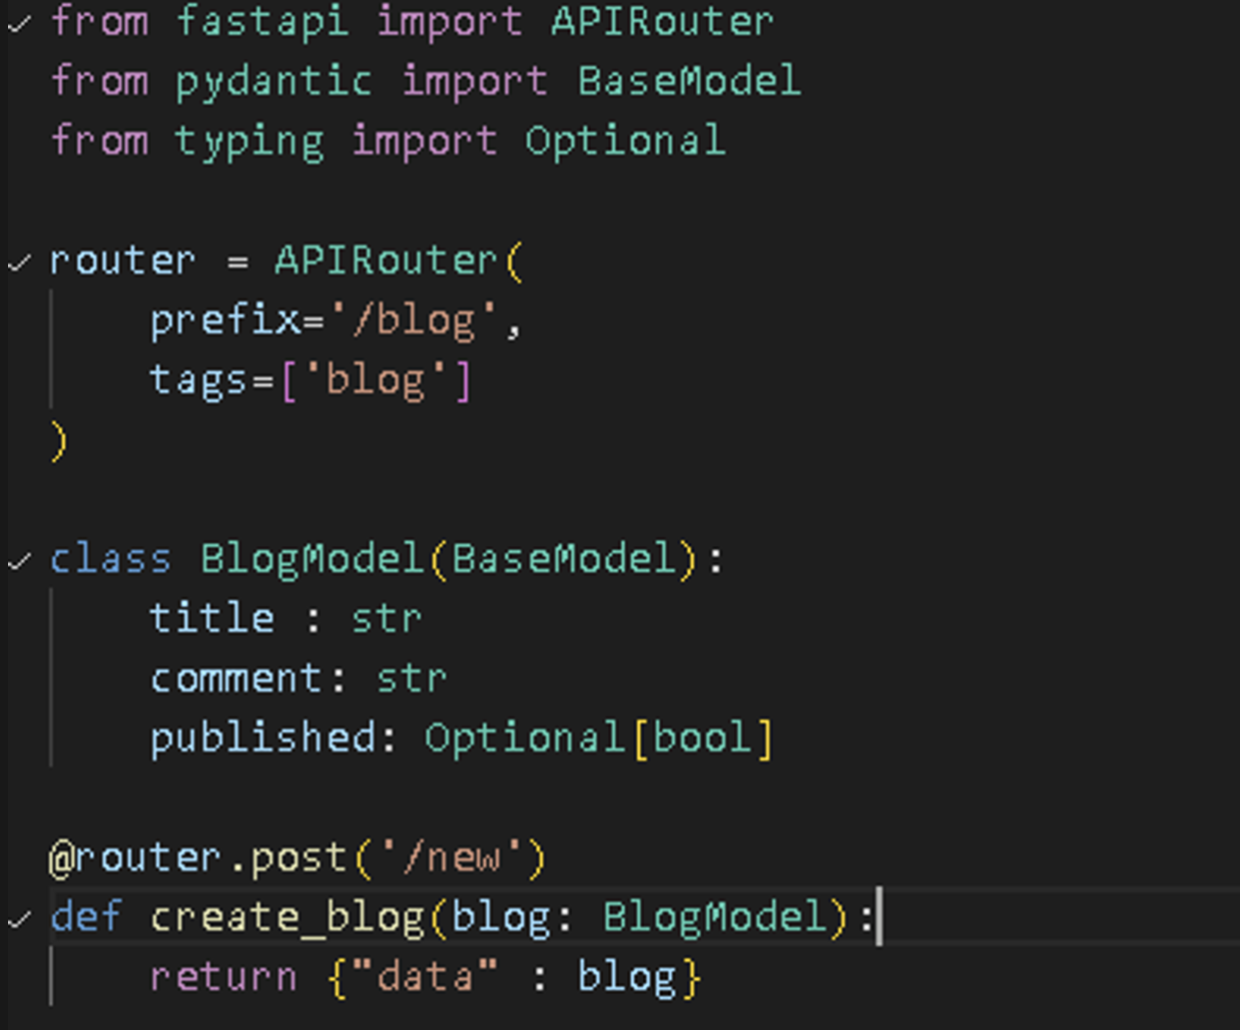 from fastapi import APIRouter
from pydantic import BaseModel
from typing import Optional
router = APIRouter(
    prefix='/blog',
    tags=['blog']
)
class BlogModel(BaseModel):
    title : str
    comment: str
    published: Optional[bool]
@router.post('/new')
def create_blog(blog: BlogModel):
    return {"data" : blog}